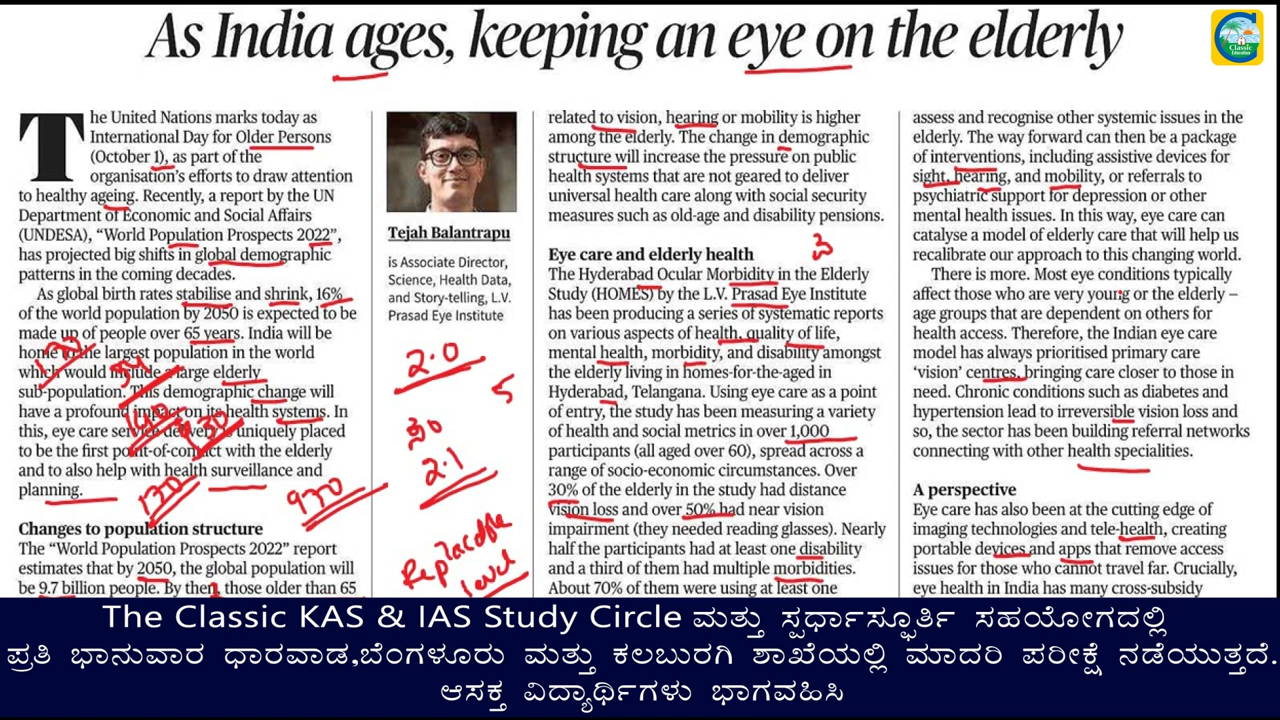 As India ages, keeping an eye on the elderly
Classic
Education
The United Nations marks today as
International Day for Older Persons
(October 1), as part of the
organisation's efforts to draw attention
to healthy ageing. Recently, a report by the UN
Department of Economic and Social Affairs
(UNDESA), "World Population Prospects 2022",
has projected big shifts in global demographic
patterns in the coming decades.
As global birth rates stabilise and shrink, 16%
of the world population by 2050 is expected to be
made up of people over 65 years. India will be
home to the largest population in the world
which would include a large elderly
sub-population. This demographic change will
have a profound impact on its health systems. In
this, eye care service delivery is uniquely placed
to be the first point-of-contact with the elderly
and to also help with health surveillance and
planning.
130
930
Changes to population structure
The "World Population Prospects 2022" report
estimates that by 2050, the global population will
be 9.7 billion people. By then, those older than 65
Tejah Balantrapu
is Associate Director,
Science, Health Data,
and Story-telling, L.V.
Prasad Eye Institute
2.0
5
30
2.1
Replaceble
level
related to vision, hearing or mobility is higher
among the elderly. The change in demographic
structure will increase the pressure on public
health systems that are not geared to deliver
universal health care along with social security
measures such as old-age and disability pensions.
Eye care and elderly health
The Hyderabad Ocular Morbidity in the Elderly
Study (HOMES) by the L.V. Prasad Eye Institute
has been producing a series of systematic reports
on various aspects of health, quality of life,
mental health, morbidity, and disability amongst
the elderly living in homes-for-the-aged in
Hyderabad, Telangana. Using eye care as a point
of entry, the study has been measuring a variety
of health and social metrics in over 1,000
participants (all aged over 60), spread across a
range of socio-economic circumstances. Over
30% of the elderly in the study had distance
vision loss and over 50% had near vision
impairment (they needed reading glasses). Nearly
half the participants had at least one disability
and a third of them had multiple morbidities.
About 70% of them were using at least one
assess and recognise other systemic issues in the
elderly. The way forward can then be a package
of interventions, including assistive devices for
sight, hearing, and mobility, or referrals to
psychiatric support for depression or other
mental health issues. In this way, eye care can
catalyse a model of elderly care that will help us
recalibrate our approach to this changing world.
There is more. Most eye conditions typically
affect those who are very young or the elderly –
age groups that are dependent on others for
health access. Therefore, the Indian eye care
model has always prioritised primary care
'vision' centres, bringing care closer to those in
need. Chronic conditions such as diabetes and
hypertension lead to irreversible vision loss and
so, the sector has been building referral networks
connecting with other health specialities.
A perspective
Eye care has also been at the cutting edge of
imaging technologies and tele-health, creating
portable devices and apps that remove access
issues for those who cannot travel far. Crucially,
eye health in India has many cross-subsidy
The Classic KAS & IAS Study Circle ಮತ್ತು ಸ್ಪರ್ಧಾಸ್ಫೂರ್ತಿ ಸಹಯೋಗದಲ್ಲಿ
ಪ್ರತಿ ಭಾನುವಾರ ಧಾರವಾಡ,ಬೆಂಗಳೂರು ಮತ್ತು ಕಲಬುರಗಿ ಶಾಖೆಯಲ್ಲಿ ಮಾದರಿ ಪರೀಕ್ಷೆ ನಡೆಯುತ್ತದೆ.
ಆಸಕ್ತ ವಿದ್ಯಾರ್ಥಿಗಳು ಭಾಗವಹಿಸಿ